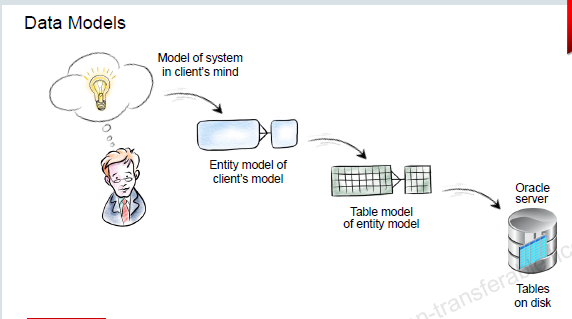 Data Models
Model of system
in client's mind
Entity model of
client's model
Table model
of entity model
Oracle
server
Tables
on disk
n-transferab